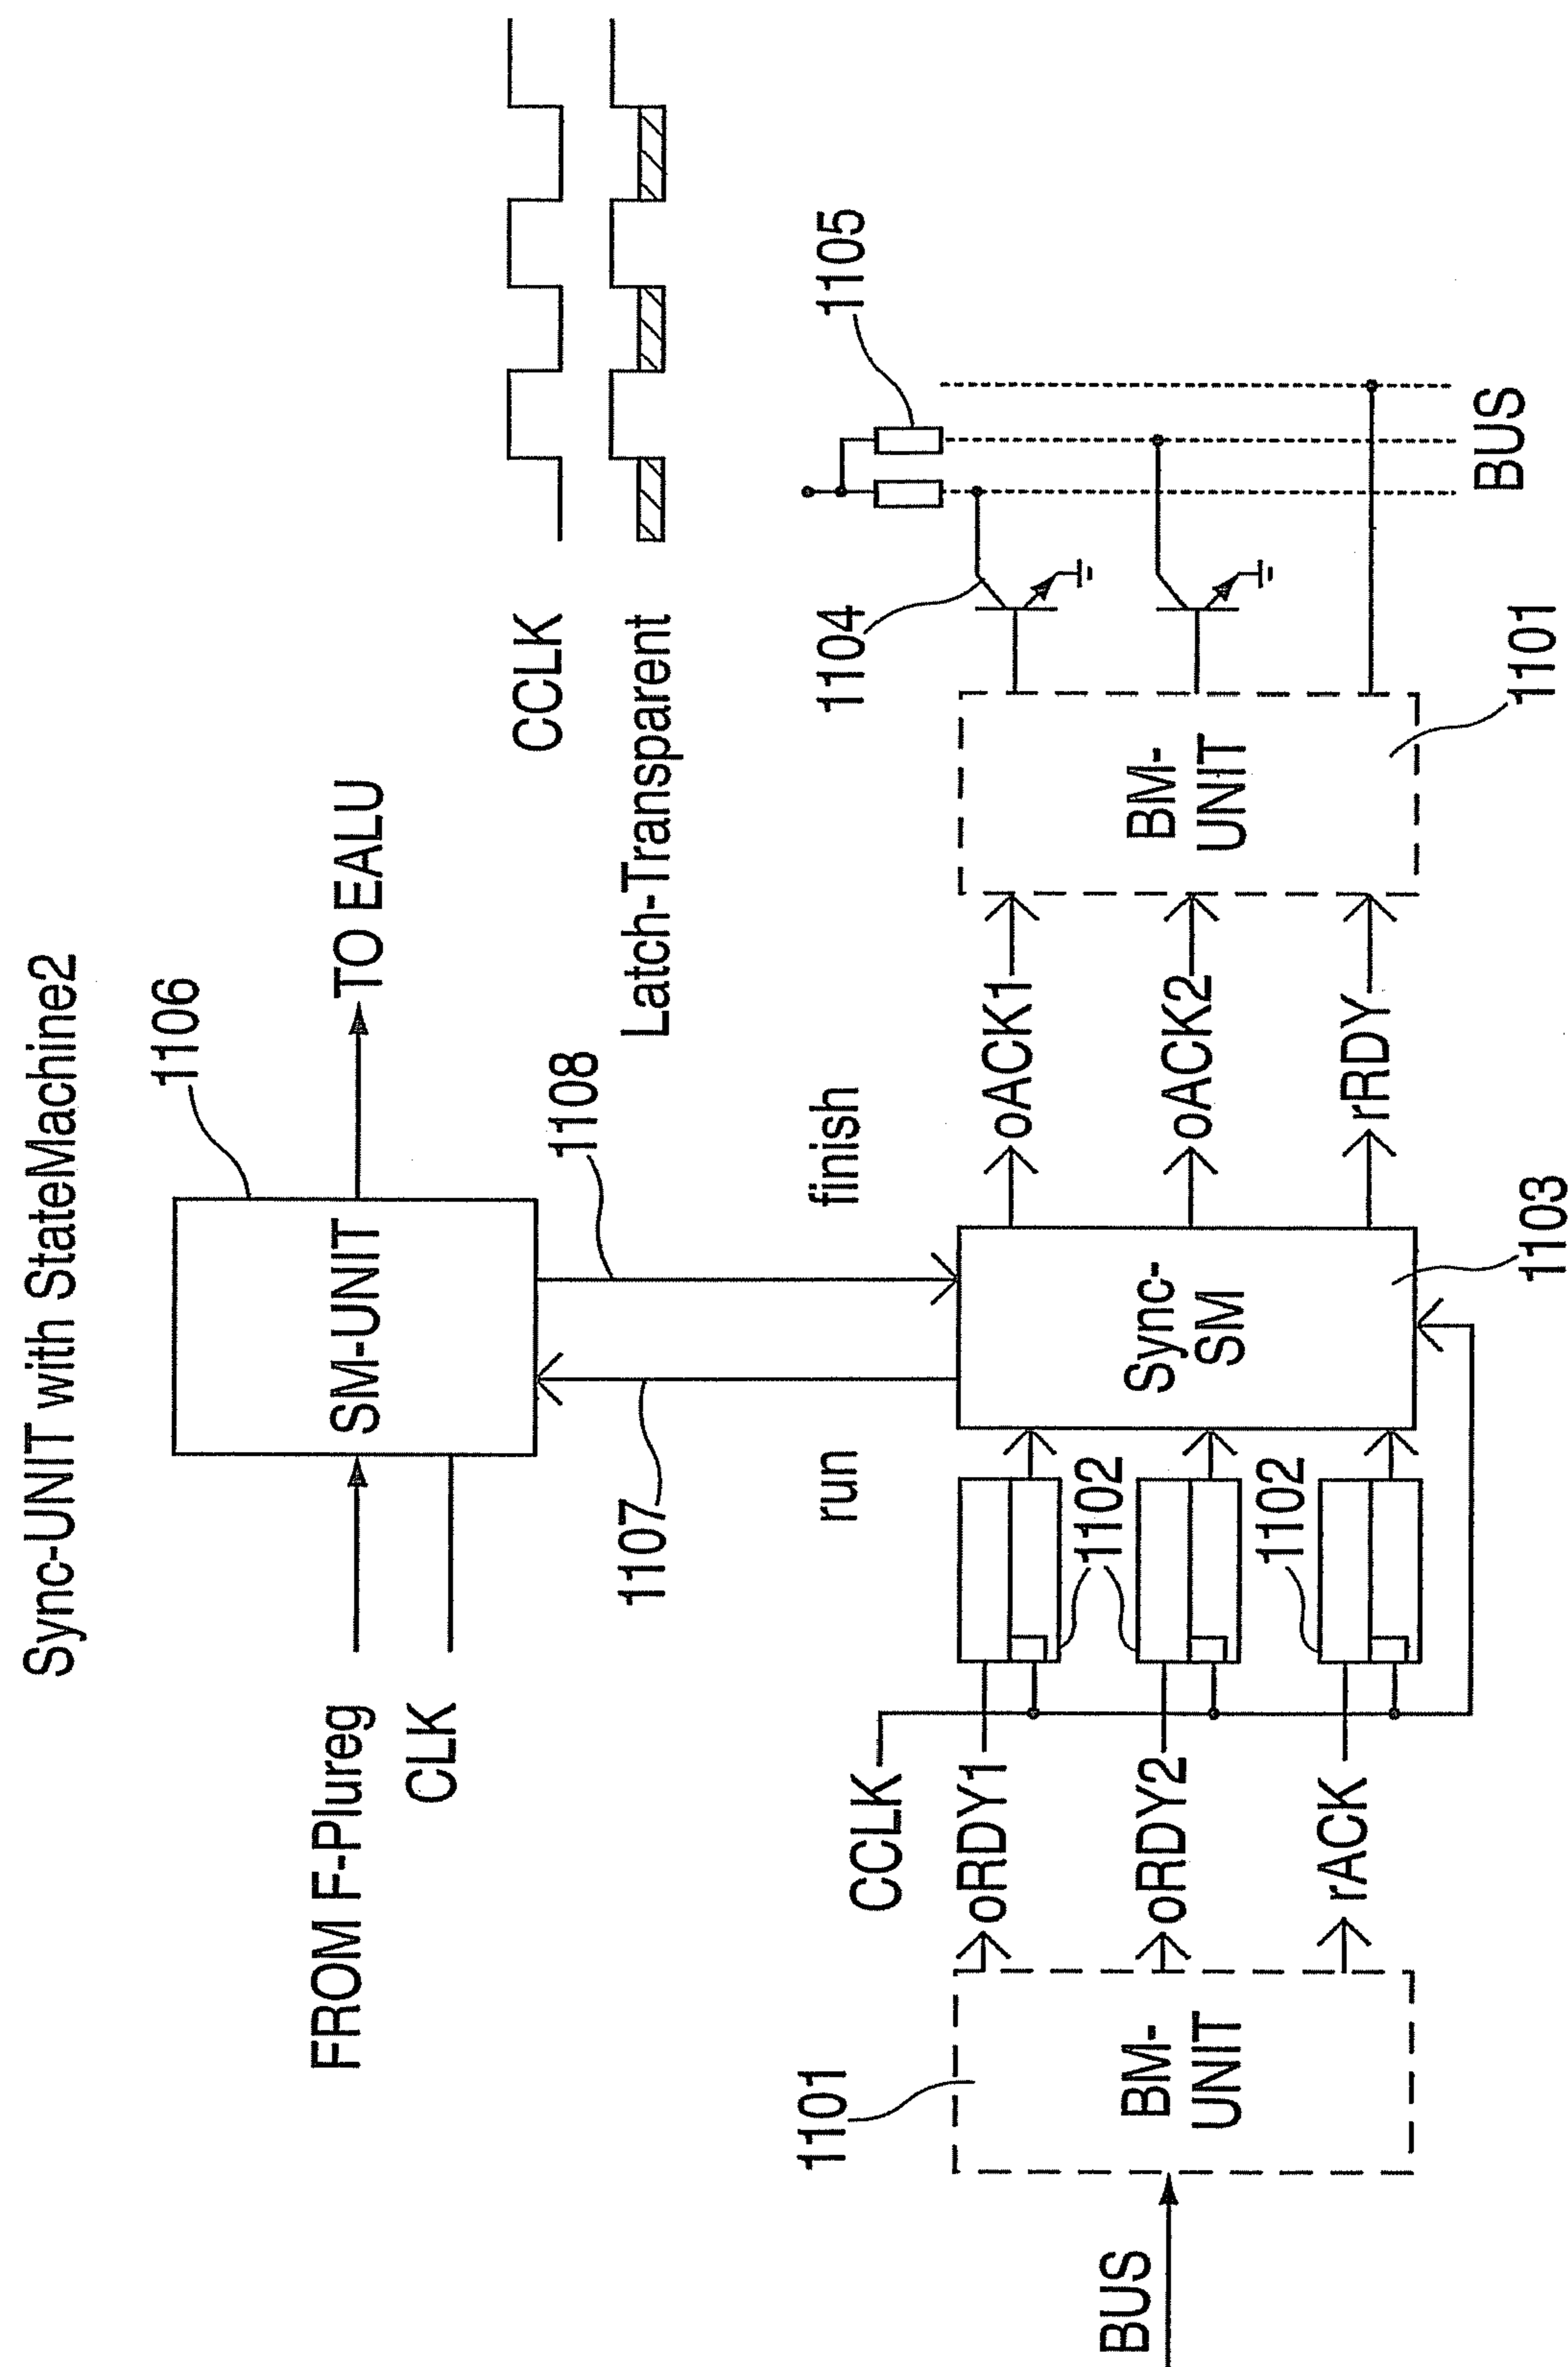 Sync-UNIT with StateMachine2
1106
FROM F-Plureg
SM-UNIT
TO EALU
CLK
CCLK
1107
1108
Latch-Transparent
run
finish
1101
CCLK
1104
1105
oRDY1
oACK1
1102
BUS
BM-
UNIT
oRDY2
Sync-
SM
oACK2
BM-
UNIT
1102
rACK
rRDY
BUS
1103
1101